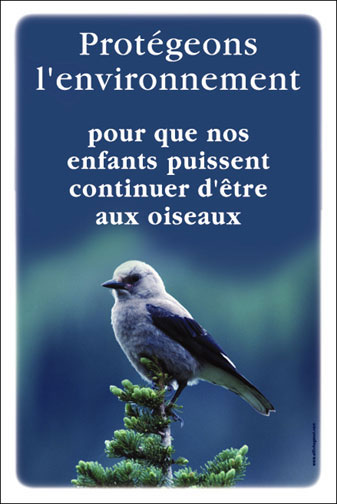 Protégeons
l'environnement
pour que nos
enfants puissent
continuer d'être
aux oiseaux